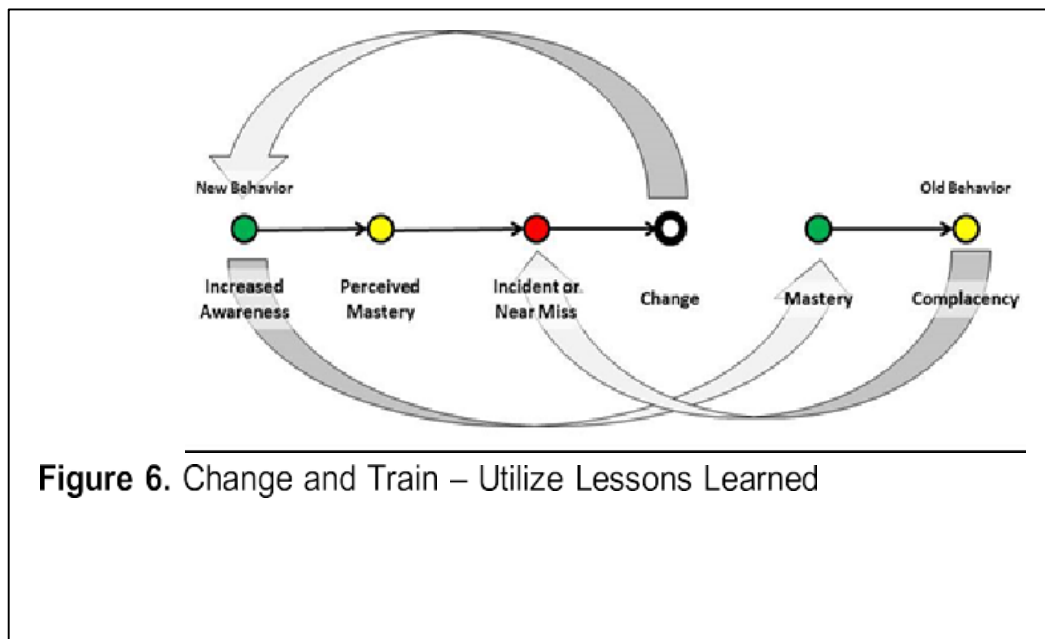 New Behavior
Old Behavior
Increased
Awareness
Perceived
Mastery
Incident or
Near Miss
Change
Mastery
Complacency
Figure 6. Change and Train – Utilize Lessons Learned